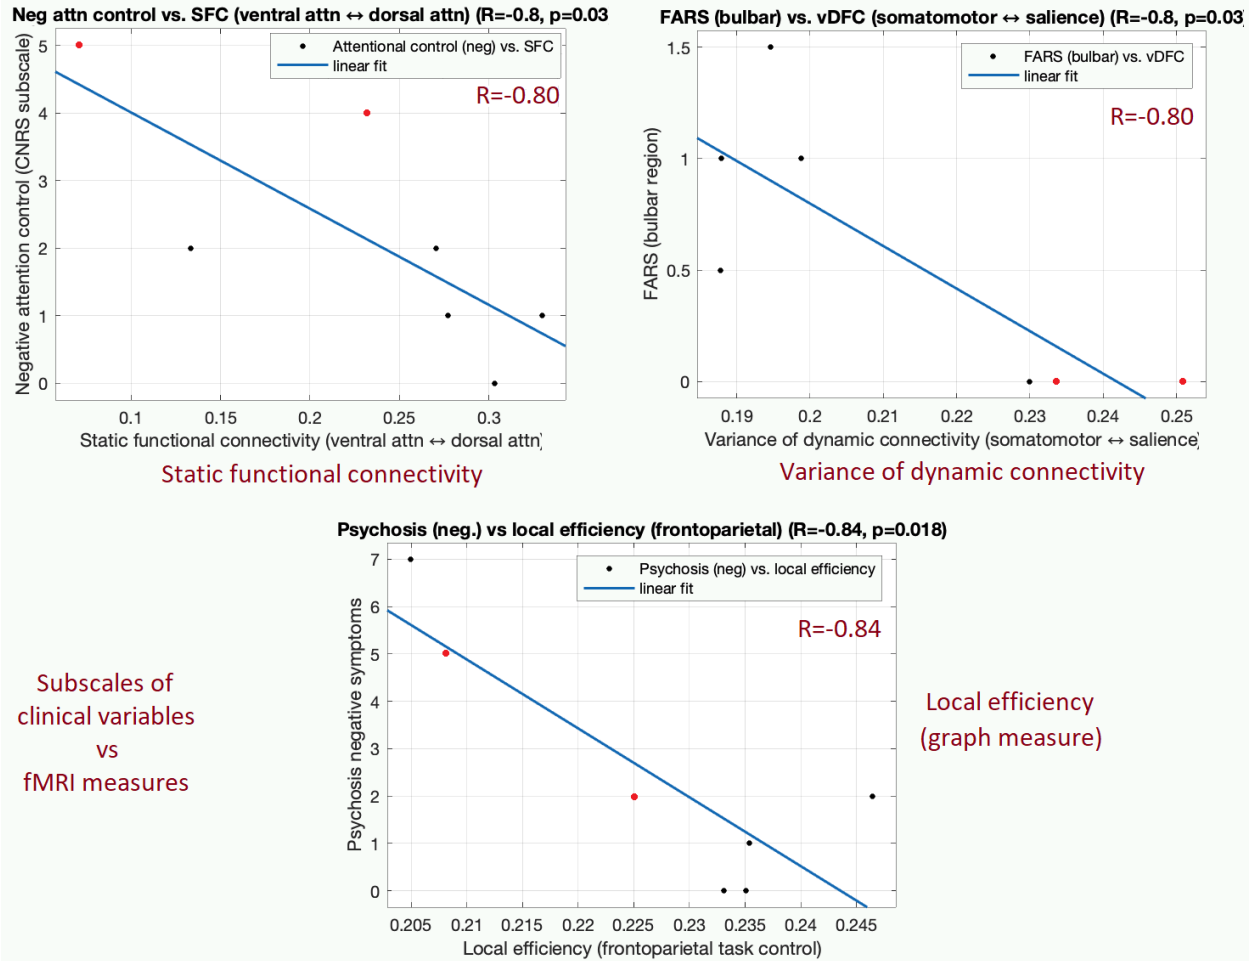 Neg attn control vs. SFC (ventral attn ↔ dorsal attn) (R=-0.8, p=0.03
Negative attention control (CNRS subscale)
5
4
3
2
1
0
Attentional control (neg) vs. SFC
linear fit
R=-0.80
0.1 0.15 0.2 0.25 0.3
Static functional connectivity (ventral attn ↔ dorsal attn)
Static functional connectivity
FARS (bulbar) vs. vDFC (somatomotor ↔ salience) (R=-0.8, p=0.03)
FARS (bulbar region)
1.5
1
0.5
0
FARS (bulbar) vs. vDFC
linear fit
R=-0.80
0.19 0.2 0.21 0.22 0.23 0.24 0.25
Variance of dynamic connectivity (somatomotor ↔ salience)
Variance of dynamic connectivity
Psychosis (neg.) vs local efficiency (frontoparietal) (R=-0.84, p=0.018)
Psychosis negative symptoms
7
6
5
4
3
2
1
0
Psychosis (neg) vs. local efficiency
linear fit
R=-0.84
0.205 0.21 0.215 0.22 0.225 0.23 0.235 0.24 0.245
Local efficiency (frontoparietal task control)
Subscales of
clinical variables
vs
fMRI measures
Local efficiency
(graph measure)